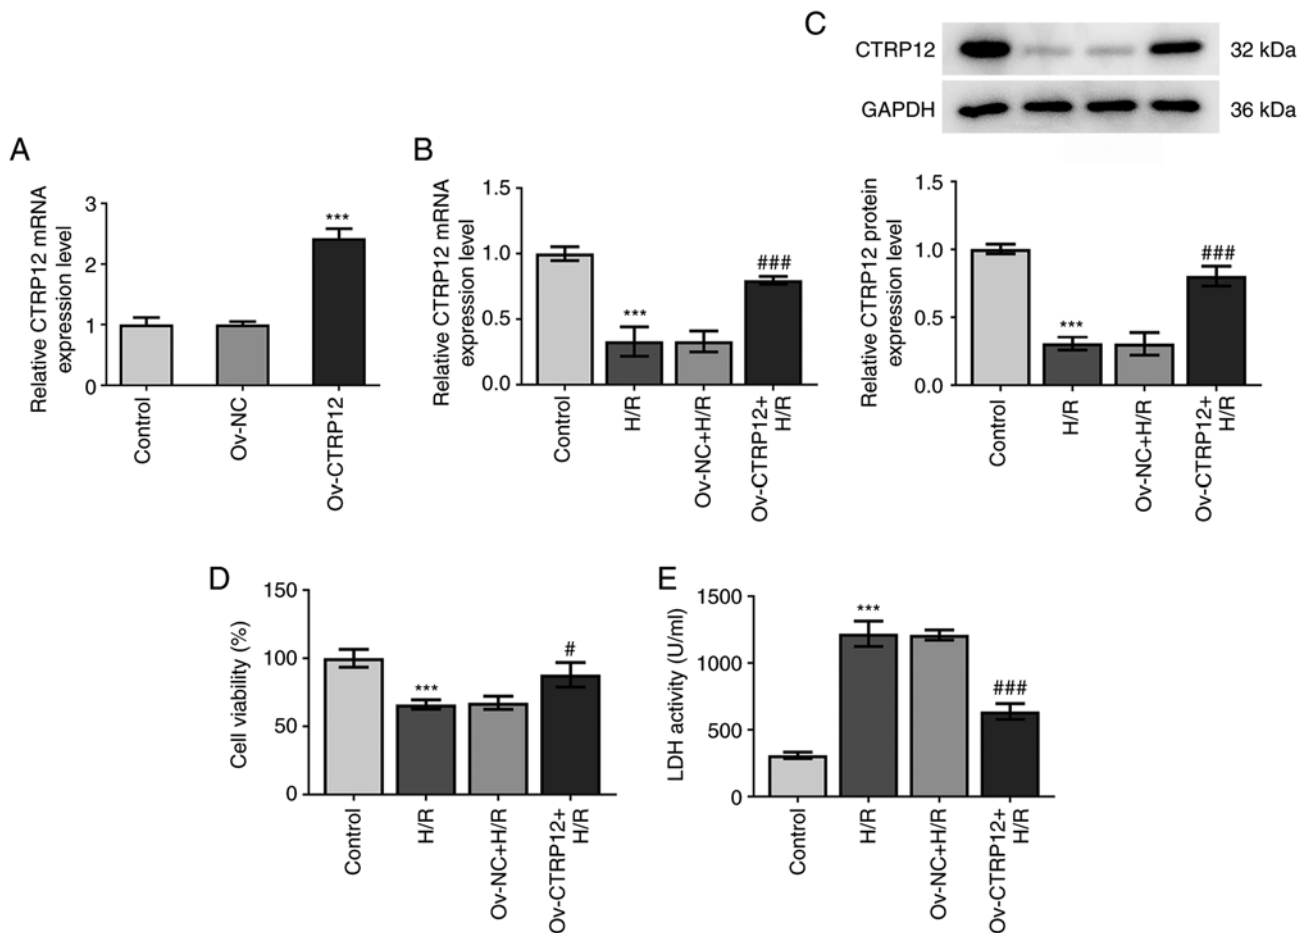 C
CTRP12
32 kDa
GAPDH
36 kDa
A
Relative CTRP12 mRNA
expression level
3
2
1
0
***
Control
Ov-NC
Ov-CTRP12
B
Relative CTRP12 mRNA
expression level
1.5
1.0
0.5
0.0
***
###
Control
H/R
Ov-NC+H/R
Ov-CTRP12+
H/R
Relative CTRP12 protein
expression level
1.5
1.0
0.5
0.0
***
###
Control
H/R
Ov-NC+H/R
Ov-CTRP12+
H/R
D
Cell viability (%)
150
100
50
0
***
#
Control
H/R
Ov-NC+H/R
Ov-CTRP12+
H/R
E
LDH activity (U/ml)
1500
1000
500
0
***
###
Control
H/R
Ov-NC+H/R
Ov-CTRP12+
H/R